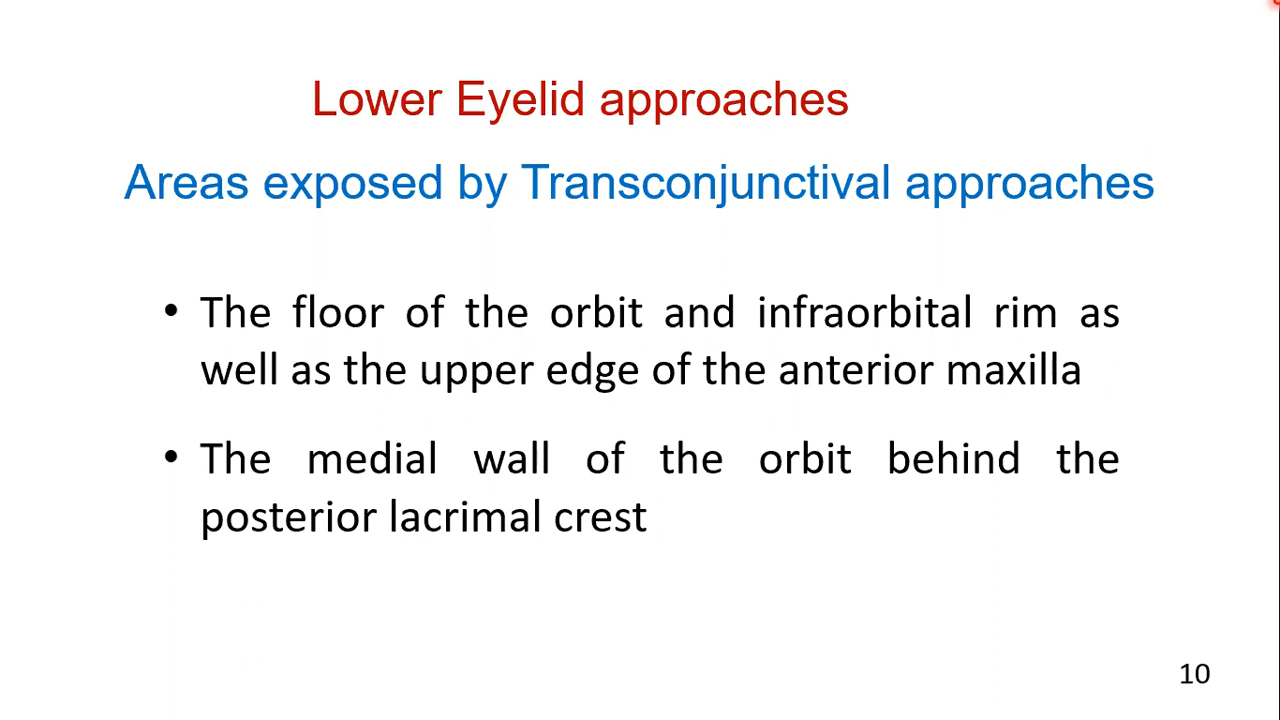 Lower Eyelid approaches
Areas exposed by Transconjunctival approaches
• The floor of the orbit and infraorbital rim as
well as the upper edge of the anterior maxilla
• The medial wall of the orbit behind the
posterior lacrimal crest
10